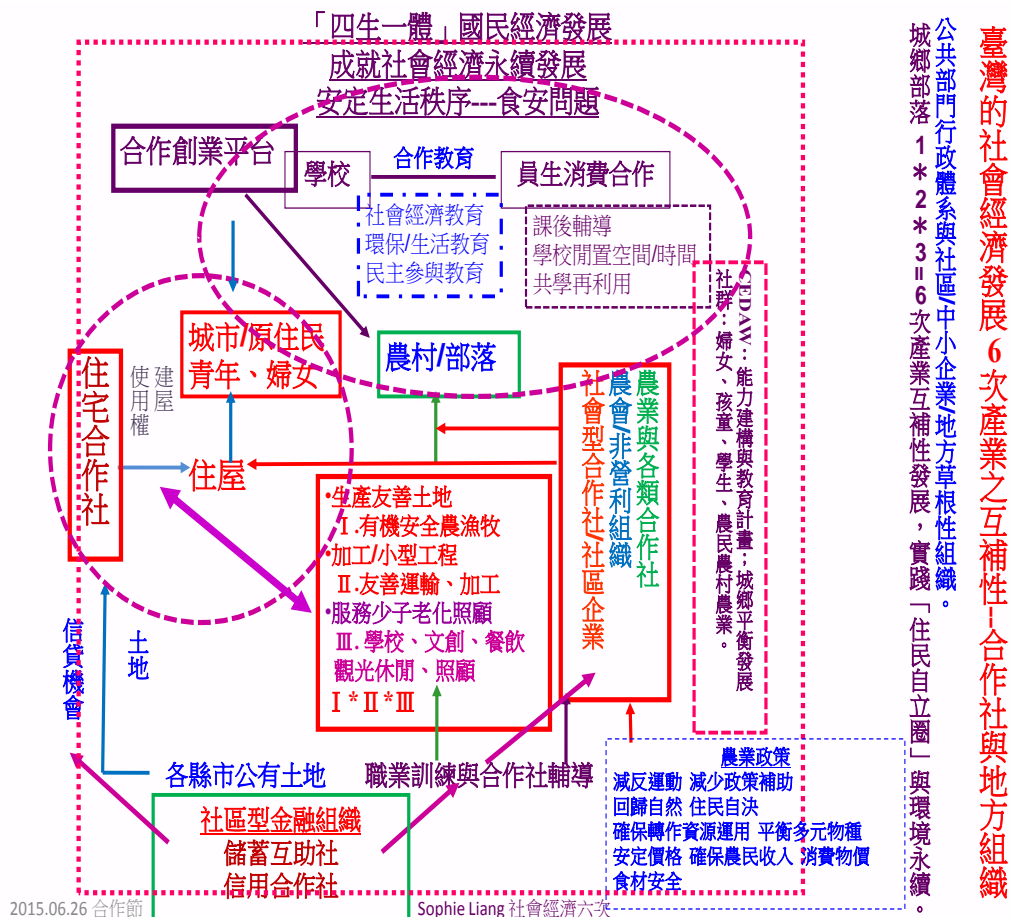 臺灣的社會經濟發展6次產業之互補性--合作社與地方組織
公共部門行政體系與社區/中小企業/地方草根性組織。
城鄉部落1*2*3=6次產業互補性發展，實踐「住民自立圈」與環境永續。
「四生一體」國民經濟發展
成就社會經濟永續發展
安定生活秩序---食安問題
合作創業平台
學校
合作教育
員生消費合作
社會經濟教育
環保/生活教育
民主參與教育
課後輔導
學校閒置空間/時間
共學再利用
CEDAW：能力建構與教育計畫；城鄉平衡發展
社群：婦女、孩童、學生、農民農村農業。
城市/原住民
青年、婦女
農村/部落
住宅合作社
建屋
使用權
住屋
農業與各類合作社
農會/非營利組織
社會型合作社/社區企業
•生產友善土地
Ⅰ.有機安全農漁牧
•加工/小型工程
Ⅱ.友善運輸、加工
•服務少子老化照顧
Ⅲ.學校、文創、餐飲
觀光休閒、照顧
Ⅰ*Ⅱ*Ⅲ
信貸機會
土地
各縣市公有土地
職業訓練與合作社輔導
社區型金融組織
儲蓄互助社
信用合作社
農業政策
減反運動 減少政策補助
回歸自然 住民自決
確保轉作資源運用 平衡多元物種
安定價格 確保農民收入 消費物價
食材安全
2015.06.26 合作節
Sophie Liang 社會經濟六次